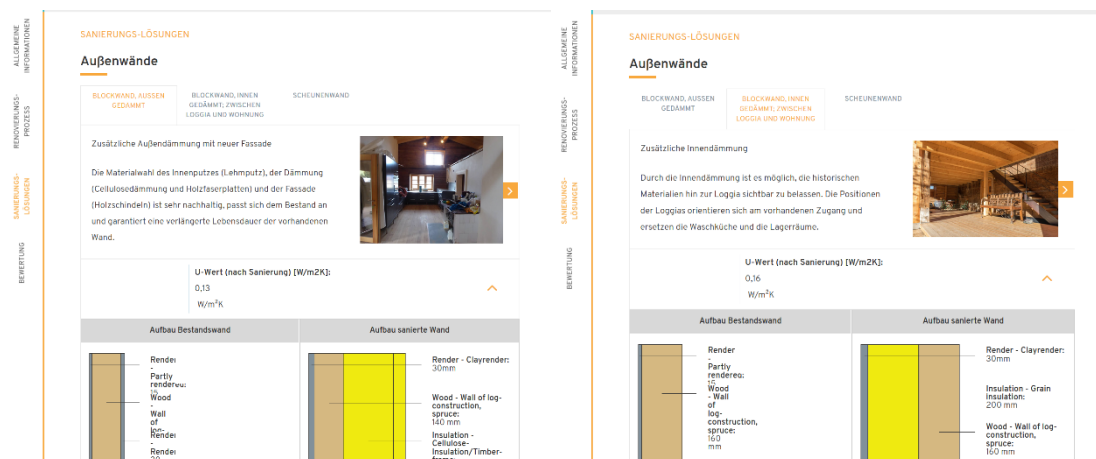 ALLGEMEINE
INFORMATIONEN
RENOVIERUNGS-
PROZESS
SANIERUNGS-
LÖSUNGEN
BEWERTUNG
SANIERUNGS-LÖSUNGEN
Außenwände
BLOCKWAND, AUSSEN
GEDÄMMT
BLOCKWAND, INNEN
GEDÄMMT; ZWISCHEN
LOGGIA UND WOHNUNG
SCHEUNENWAND
Zusätzliche Außendämmung mit neuer Fassade
Die Materialwahl des Innenputzes (Lehmputz), der Dämmung
(Cellulosedämmung und Holzfaserplatten) und der Fassade
(Holzschindeln) ist sehr nachhaltig, passt sich dem Bestand an
und garantiert eine verlängerte Lebensdauer der vorhandenen
Wand.
U-Wert (nach Sanierung) [W/m2K]:
0,13
W/m²K
Aufbau Bestandswand
Aufbau sanierte Wand
Render
-
Partly
rendered:
15
Wood
-
Wall
of
log-
Render
-
Render
20
Render - Clayrender:
30mm
Wood - Wall of log-
construction,
spruce:
140 mm
Insulation -
Cellulose-
Insulation/Timber-
frame:
ALLGEMEINE
INFORMATIONEN
RENOVIERUNGS-
PROZESS
SANIERUNGS-
LÖSUNGEN
BEWERTUNG
SANIERUNGS-LÖSUNGEN
Außenwände
BLOCKWAND, AUSSEN
GEDÄMMT
BLOCKWAND, INNEN
GEDÄMMT; ZWISCHEN
LOGGIA UND WOHNUNG
SCHEUNENWAND
Zusätzliche Innendämmung
Durch die Innendämmung ist es möglich, die historischen
Materialien hin zur Loggia sichtbar zu belassen. Die Positionen
der Loggias orientieren sich am vorhandenen Zugang und
ersetzen die Waschküche und die Lagerräume.
U-Wert (nach Sanierung) [W/m2K]:
0,16
W/m²K
Aufbau Bestandswand
Aufbau sanierte Wand
Render
-
Partly
rendered:
15
Wood
- Wall
of
log-
construction,
spruce:
160
mm
Render - Clayrender:
30mm
Insulation - Grain
insulation:
200 mm
Wood - Wall of log-
construction,
spruce:
160 mm